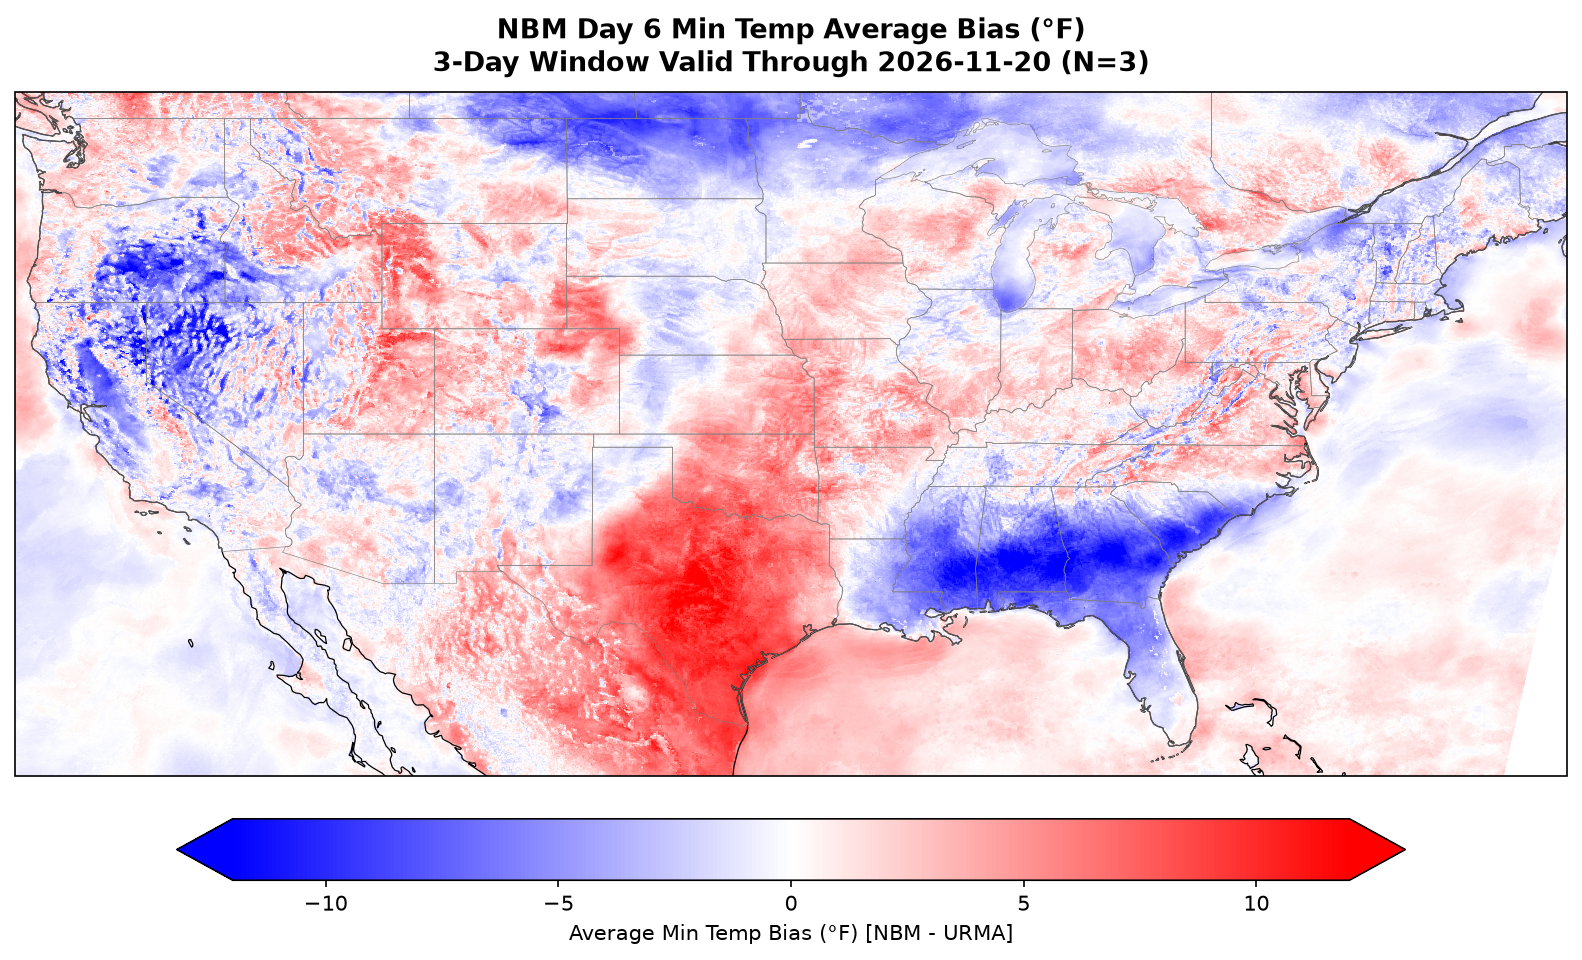 NBM Day 6 Min Temp Average Bias (°F)
3-Day Window Valid Through 2026-11-20 (N=3)
−10 −5 0 5 10
Average Min Temp Bias (°F) [NBM - URMA]